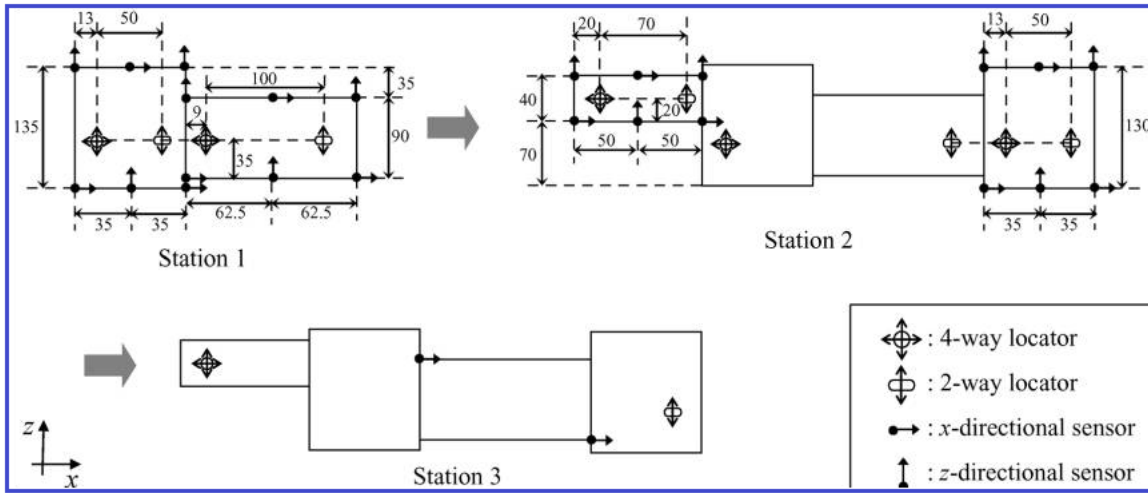 13 50
100
35
135
9
35
90
35 35
62.5 62.5
Station 1
20 70
40
20
70
50 50
Station 2
13 50
130
35 35
Station 3
z
x
: 4-way locator
: 2-way locator
: x-directional sensor
: z-directional sensor